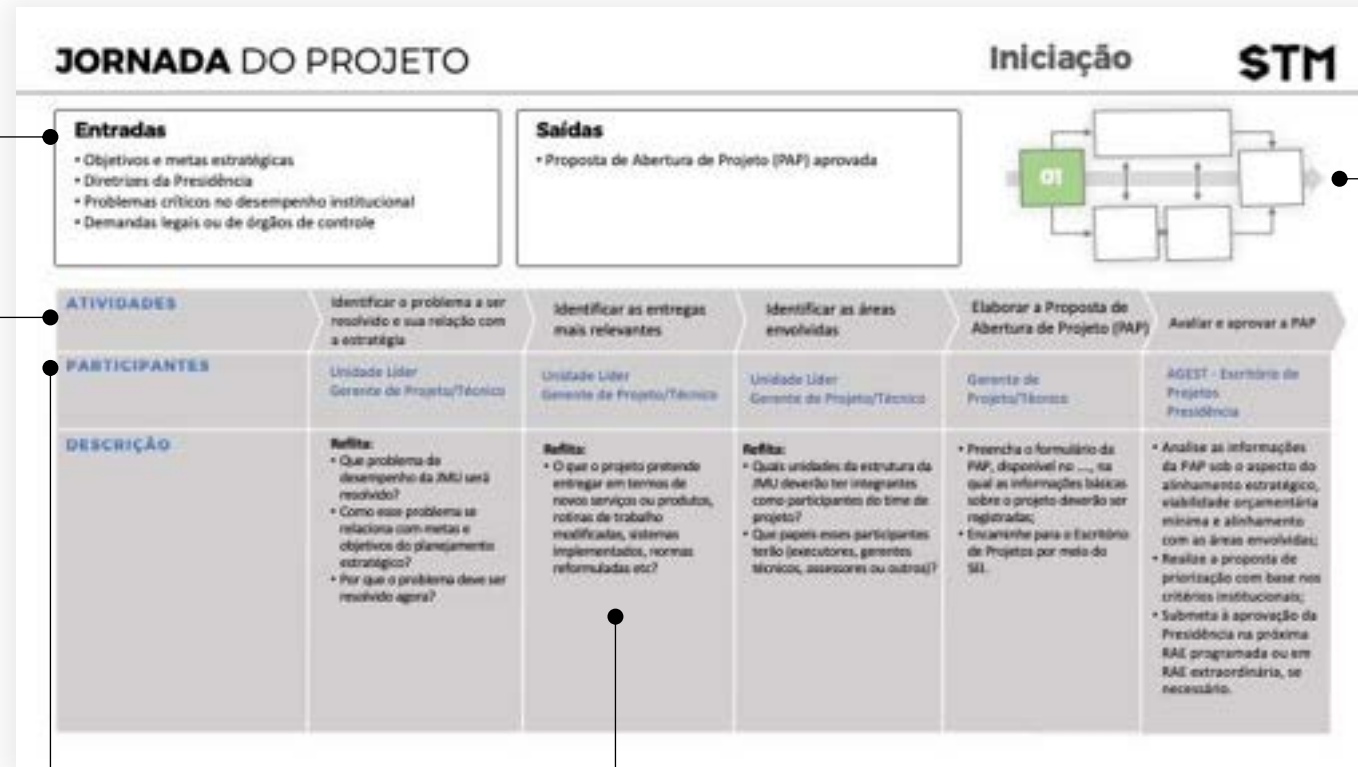 JORNADA DO PROJETO
Iniciação
STM
Entradas
• Objetivos e metas estratégicas
• Diretrizes da Presidência
• Problemas críticos no desempenho institucional
• Demandas legais ou de órgãos de controle
Saídas
• Proposta de Abertura de Projeto (PAP) aprovada
01
ATIVIDADES
Identificar o problema a ser
resolvido e sua relação com
a estratégia
Identificar as entregas
mais relevantes
Identificar as áreas
envolvidas
Elaborar a Proposta de
Abertura de Projeto (PAP)
Avaliar e aprovar a PAP
PARTICIPANTES
Unidade Líder
Gerente de Projeto/Técnico
Unidade Líder
Gerente de Projeto/Técnico
Unidade Líder
Gerente de Projeto/Técnico
Gerente de
Projeto/Técnico
AGEST - Escritório de
Projetos
Presidência
DESCRIÇÃO
Reflita:
• Que problema de
desempenho da JMU será
resolvido?
• Como esse problema se
relaciona com metas e
objetivos do planejamento
estratégico?
• Por que o problema deve ser
resolvido agora?
Reflita:
• O que o projeto pretende
entregar em termos de
novos serviços ou produtos,
rotinas de trabalho
modificadas, sistemas
implementados, normas
reformuladas etc?
Reflita:
• Quais unidades da estrutura da
JMU deverão ter integrantes
como participantes do time de
projeto?
• Que papeis esses participantes
terão (executores, gerentes
técnicos, assessores ou outros)?
• Preencha o formulário da
PAP, disponível no ...., na
qual as informações básicas
sobre o projeto deverão ser
registradas;
• Encaminhe para o Escritório
de Projetos por meio do
SEI.
• Analise as informações
da PAP sob o aspecto do
alinhamento estratégico,
viabilidade orçamentária
mínima e alinhamento
com as áreas envolvidas;
• Realize a proposta de
priorização com base nos
critérios institucionais;
• Submeta à aprovação da
Presidência na próxima
RAE programada ou em
RAE extraordinária, se
necessário.